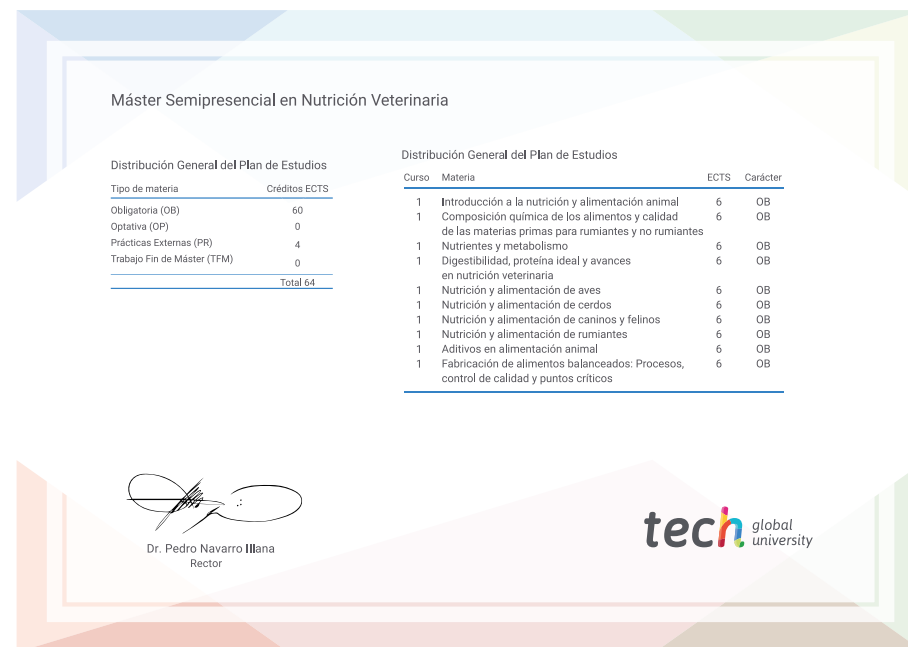 Máster Semipresencial en Nutrición Veterinaria
Distribución General del Plan de Estudios
Tipo de materia Créditos ECTS
Obligatoria (OB) 60
Optativa (OP) 0
Prácticas Externas (PR) 4
Trabajo Fin de Máster (TFM) 0
Total 64
Distribución General del Plan de Estudios
Curso Materia ECTS Carácter
1 Introducción a la nutrición y alimentación animal 6 OB
1 Composición química de los alimentos y calidad 6 OB
de las materias primas para rumiantes y no rumiantes
1 Nutrientes y metabolismo 6 OB
1 Digestibilidad, proteína ideal y avances 6 OB
en nutrición veterinaria
1 Nutrición y alimentación de aves 6 OB
1 Nutrición y alimentación de cerdos 6 OB
1 Nutrición y alimentación de caninos y felinos 6 OB
1 Nutrición y alimentación de rumiantes 6 OB
1 Aditivos en alimentación animal 6 OB
1 Fabricación de alimentos balanceados: Procesos, 6 OB
control de calidad y puntos críticos
Dr. Pedro Navarro Illana
Rector
tech global
university